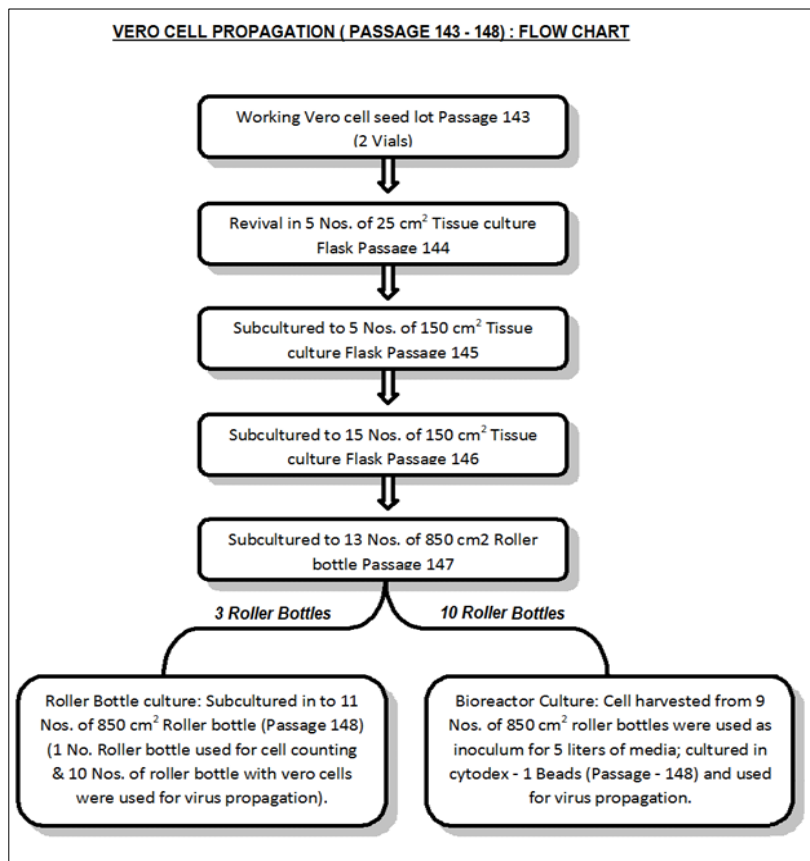 VERO CELL PROPAGATION ( PASSAGE 143 - 148) : FLOW CHART
Working Vero cell seed lot Passage 143
(2 Vials)
Revival in 5 Nos. of 25 cm² Tissue culture
Flask Passage 144
Subcultured to 5 Nos. of 150 cm² Tissue
culture Flask Passage 145
Subcultured to 15 Nos. of 150 cm² Tissue
culture Flask Passage 146
Subcultured to 13 Nos. of 850 cm2 Roller
bottle Passage 147
3 Roller Bottles
10 Roller Bottles
Roller Bottle culture: Subcultured in to 11
Nos. of 850 cm² Roller bottle (Passage 148)
(1 No. Roller bottle used for cell counting
& 10 Nos. of roller bottle with vero cells
were used for virus propagation).
Bioreactor Culture: Cell harvested from 9
Nos. of 850 cm² roller bottles were used as
inoculum for 5 liters of media; cultured in
cytodex - 1 Beads (Passage - 148) and used
for virus propagation.